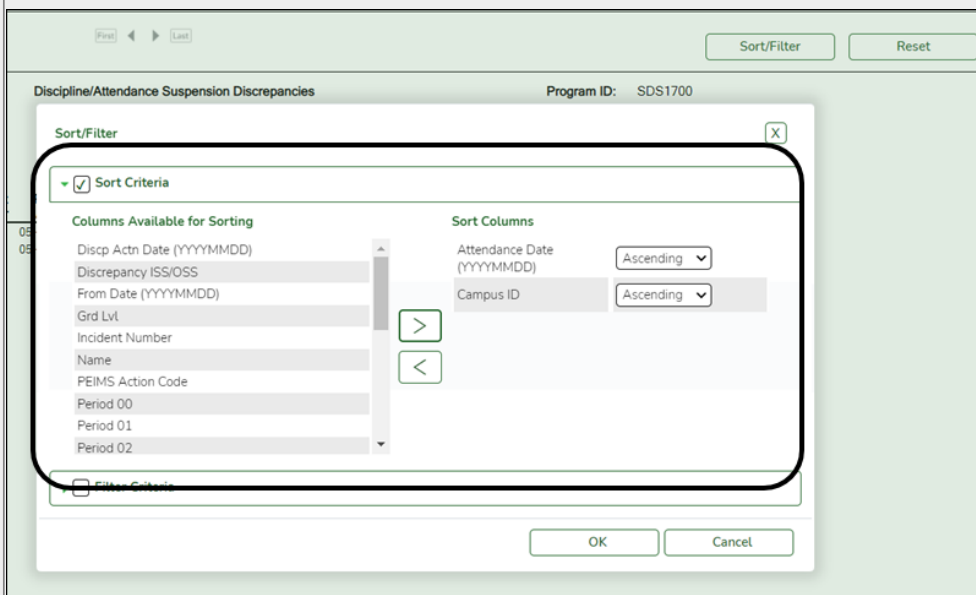 First Last
Sort/Filter Reset
Discipline/Attendance Suspension Discrepancies Program ID: SDS1700
Sort/Filter X
Sort Criteria
Columns Available for Sorting
Discp Actn Date (YYYYMMDD)
Discrepancy ISS/OSS
From Date (YYYYMMDD)
Grd Lvl
Incident Number
Name
PEIMS Action Code
Period 00
Period 01
Period 02
>
<
Sort Columns
Attendance Date
(YYYYMMDD)
Ascending
Campus ID Ascending
Filter Criteria
OK Cancel